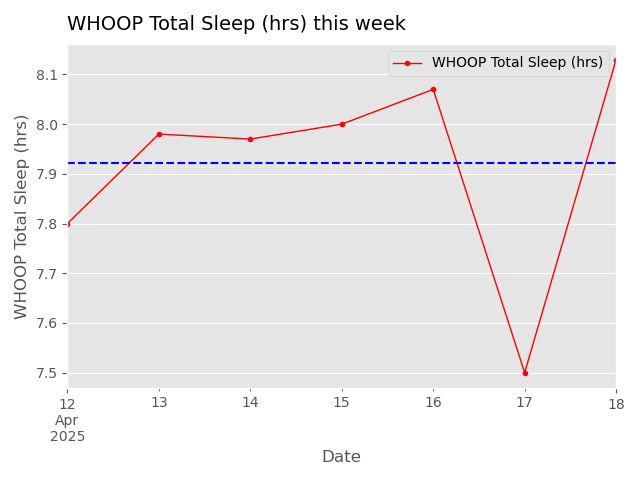 WHOOP Total Sleep (hrs) this week
WHOOP Total Sleep (hrs)
WHOOP Total Sleep (hrs)
8.1
8.0
7.9
7.8
7.7
7.6
7.5
12 13 14 15 16 17 18
Apr
2025
Date